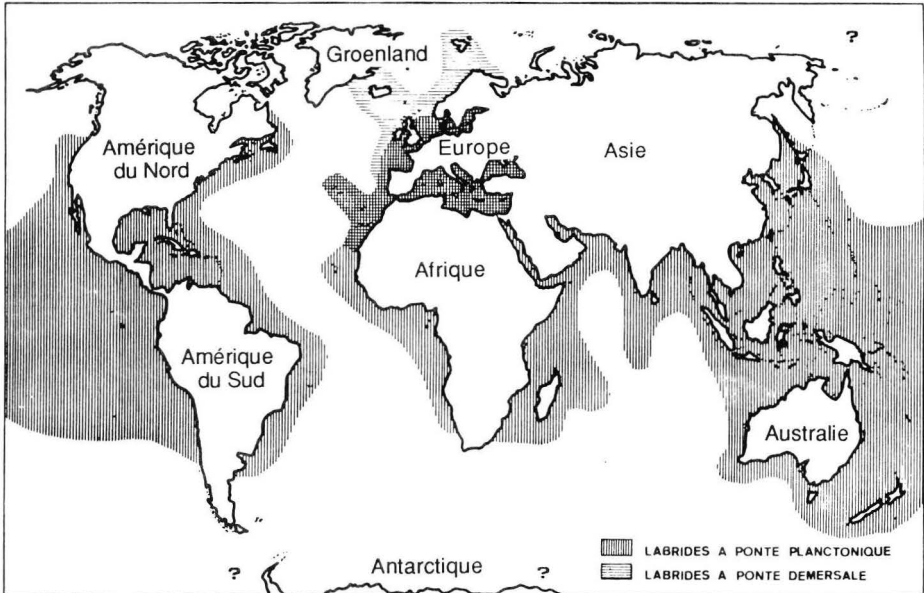 ?
Groenland
Amérique
du Nord
Europe
Asie
Afrique
Amérique
du Sud
Australie
LABRIDES A PONTE PLANCTONIQUE
LABRIDES A PONTE DEMERSALE
Antarctique
?
?